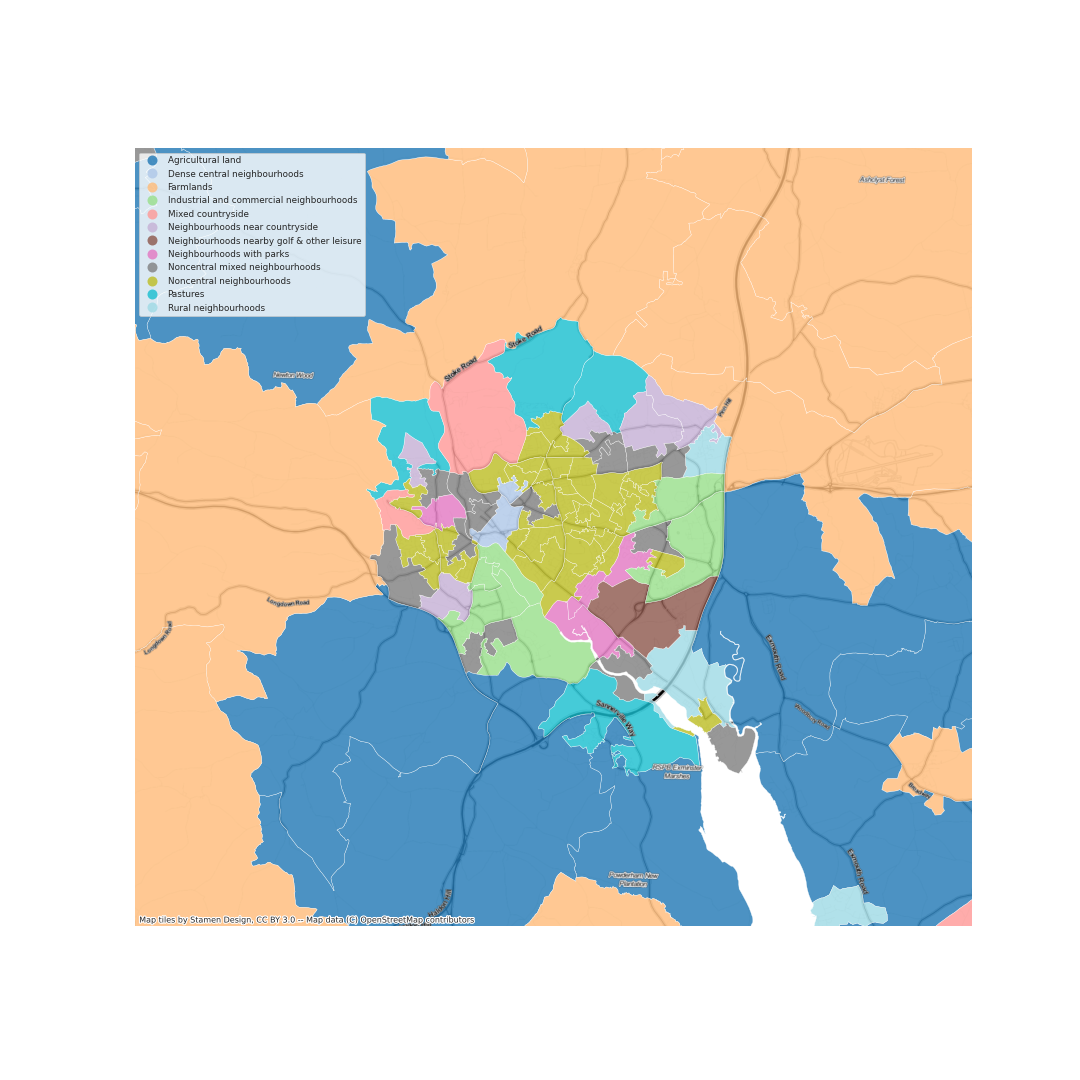 Agricultural land
Dense central neighbourhoods
Farmlands
Industrial and commercial neighbourhoods
Mixed countryside
Neighbourhoods near countryside
Neighbourhoods nearby golf & other leisure
Neighbourhoods with parks
Noncentral mixed neighbourhoods
Noncentral neighbourhoods
Pastures
Rural neighbourhoods
Ashclyst Forest
Stoke Road
Stoke Road
Newton Wood
Pinn Hill
Longdown Road
Longdown Road
Exmouth Road
Woodbury Road
Sannerville Way
RSPB Exminster
Marshes
Exmouth Road
Powderham New
Plantation
Map tiles by Stamen Design, CC BY 3.0 -- Map data (C) OpenStreetMap contributors